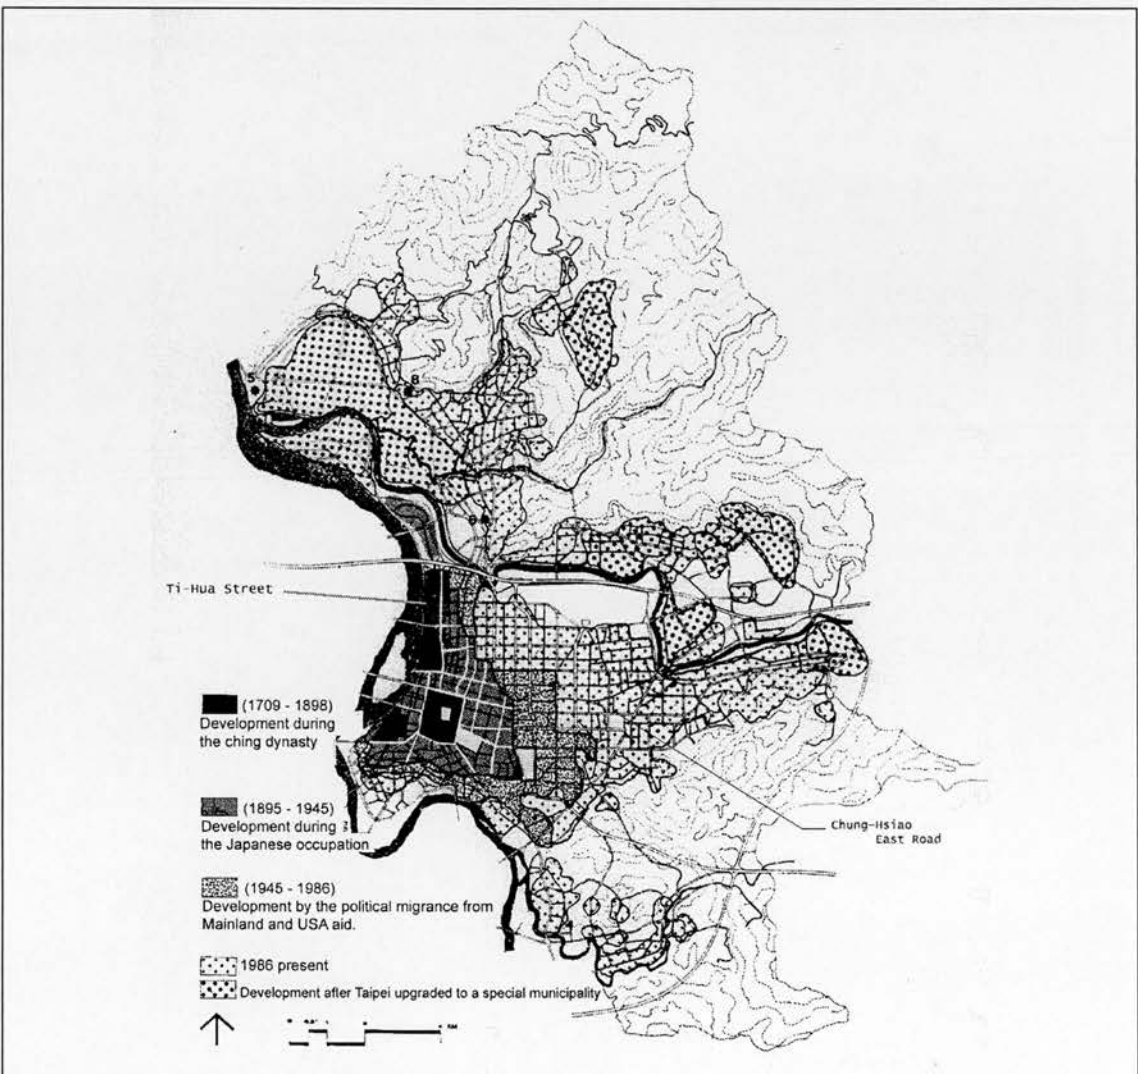 Ti-Hua Street
(1709 - 1898)
Development during
the ching dynasty
(1895 - 1945)
Development during
the Japanese occupation
Chung-Hsiao
East Road
(1945 - 1986)
Development by the political migrance from
Mainland and USA aid.
1986 present
Development after Taipei upgraded to a special municipality